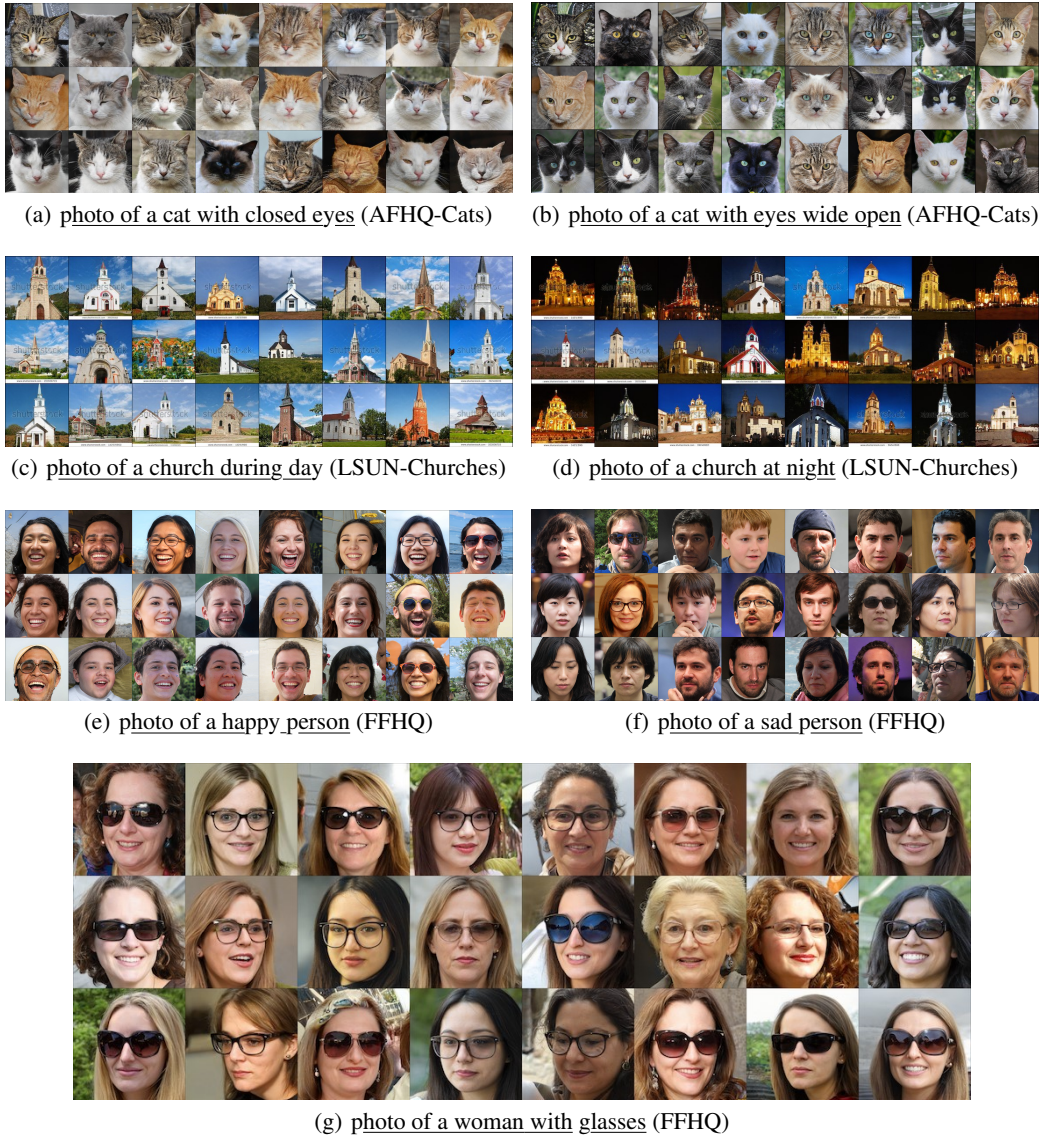 (a) photo of a cat with closed eyes (AFHQ-Cats)
(b) photo of a cat with eyes wide open (AFHQ-Cats)
(c) photo of a church during day (LSUN-Churches)
(d) photo of a church at night (LSUN-Churches)
(e) photo of a happy person (FFHQ)
(f) photo of a sad person (FFHQ)
(g) photo of a woman with glasses (FFHQ)